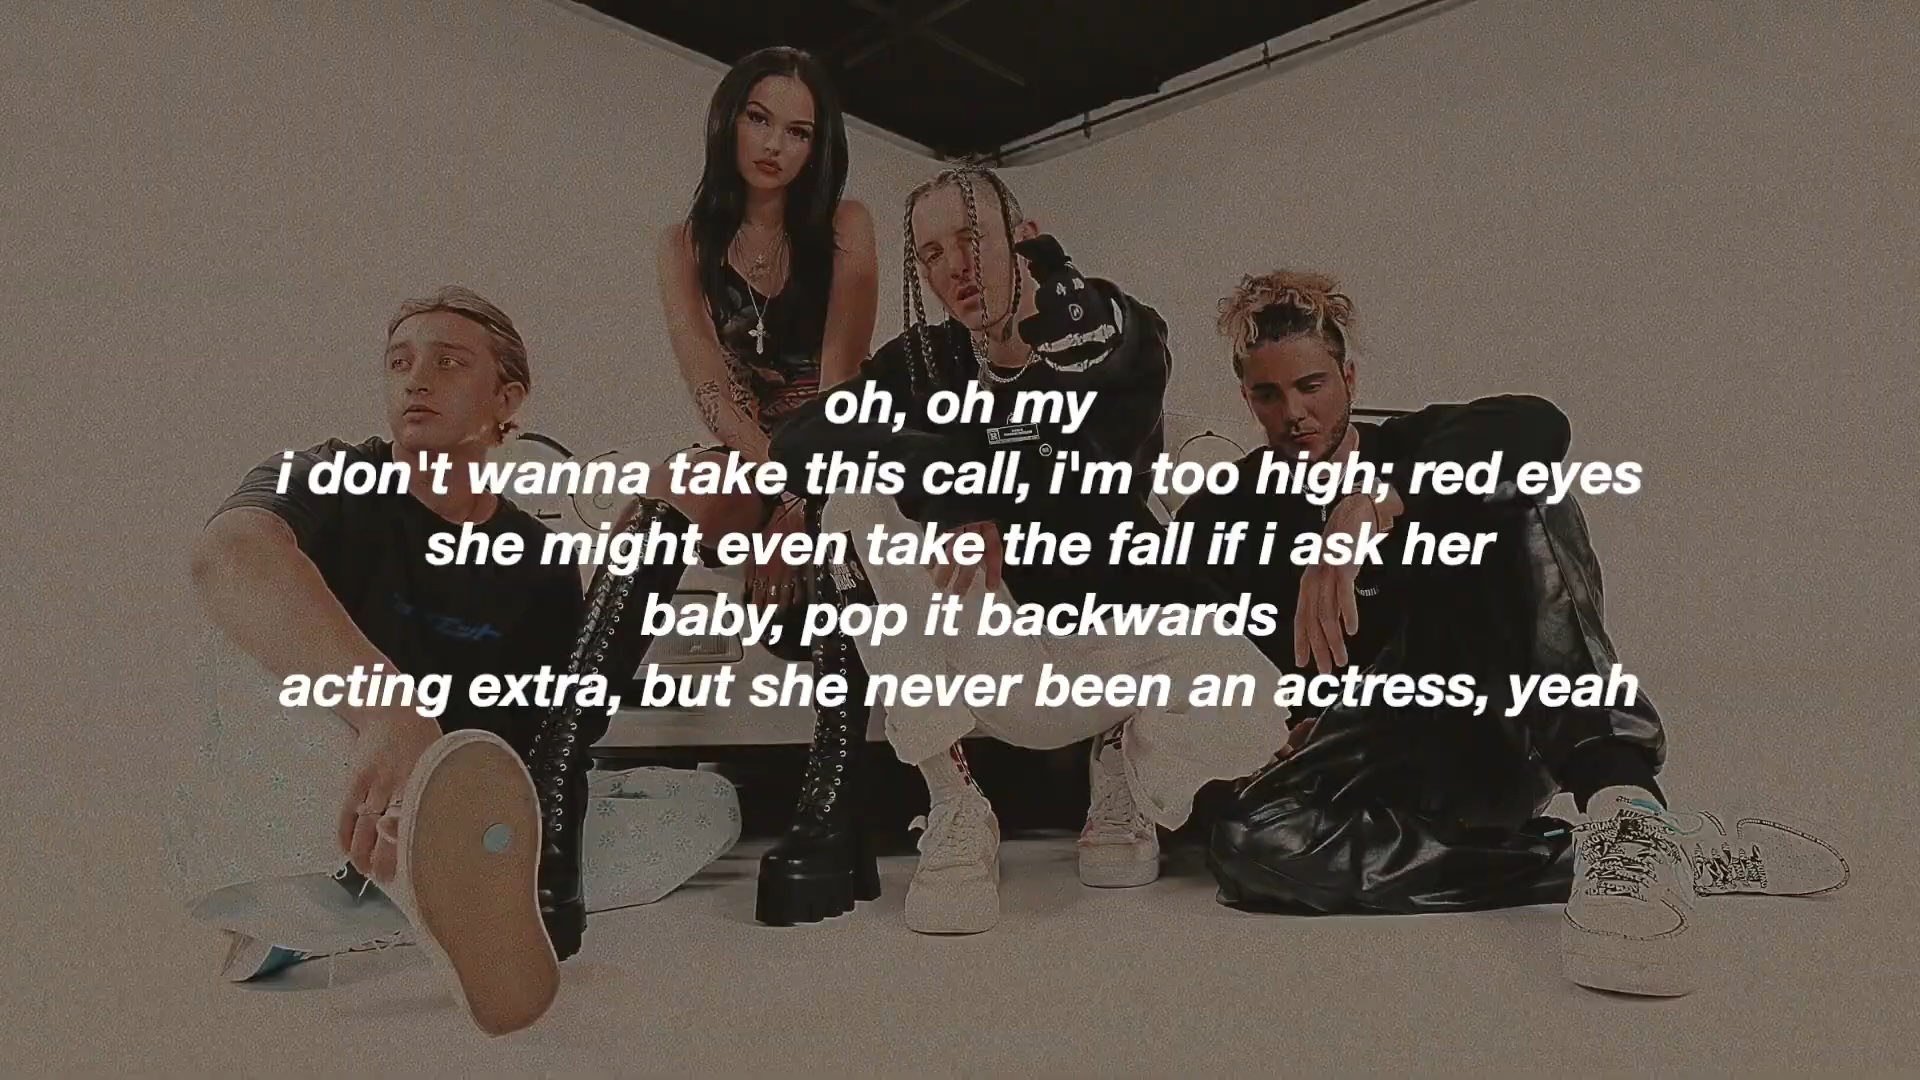 oh, oh my
i don't wanna take this call, i'm too high; red eyes
she might even take the fall if i ask her
baby, pop it backwards
acting extra, but she never been an actress, yeah